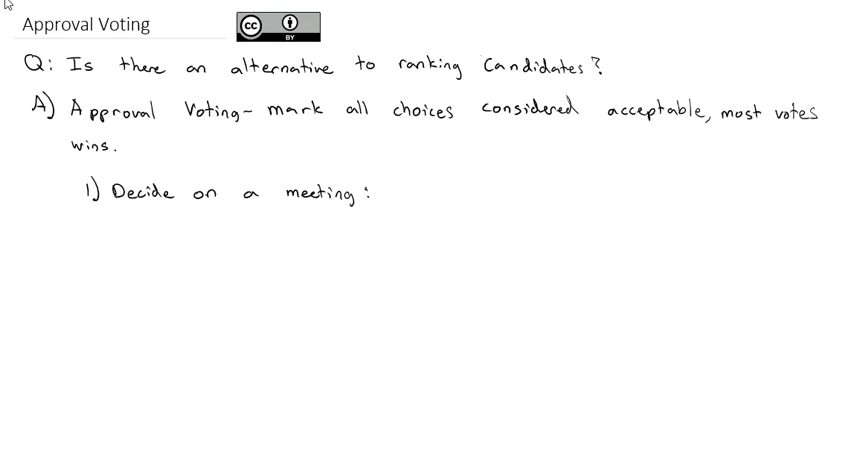 Approval Voting
cc BY
Q: Is there an alternative to ranking candidates?
A) Approval Voting - mark all choices considered acceptable, most votes
wins.
1) Decide on a meeting: